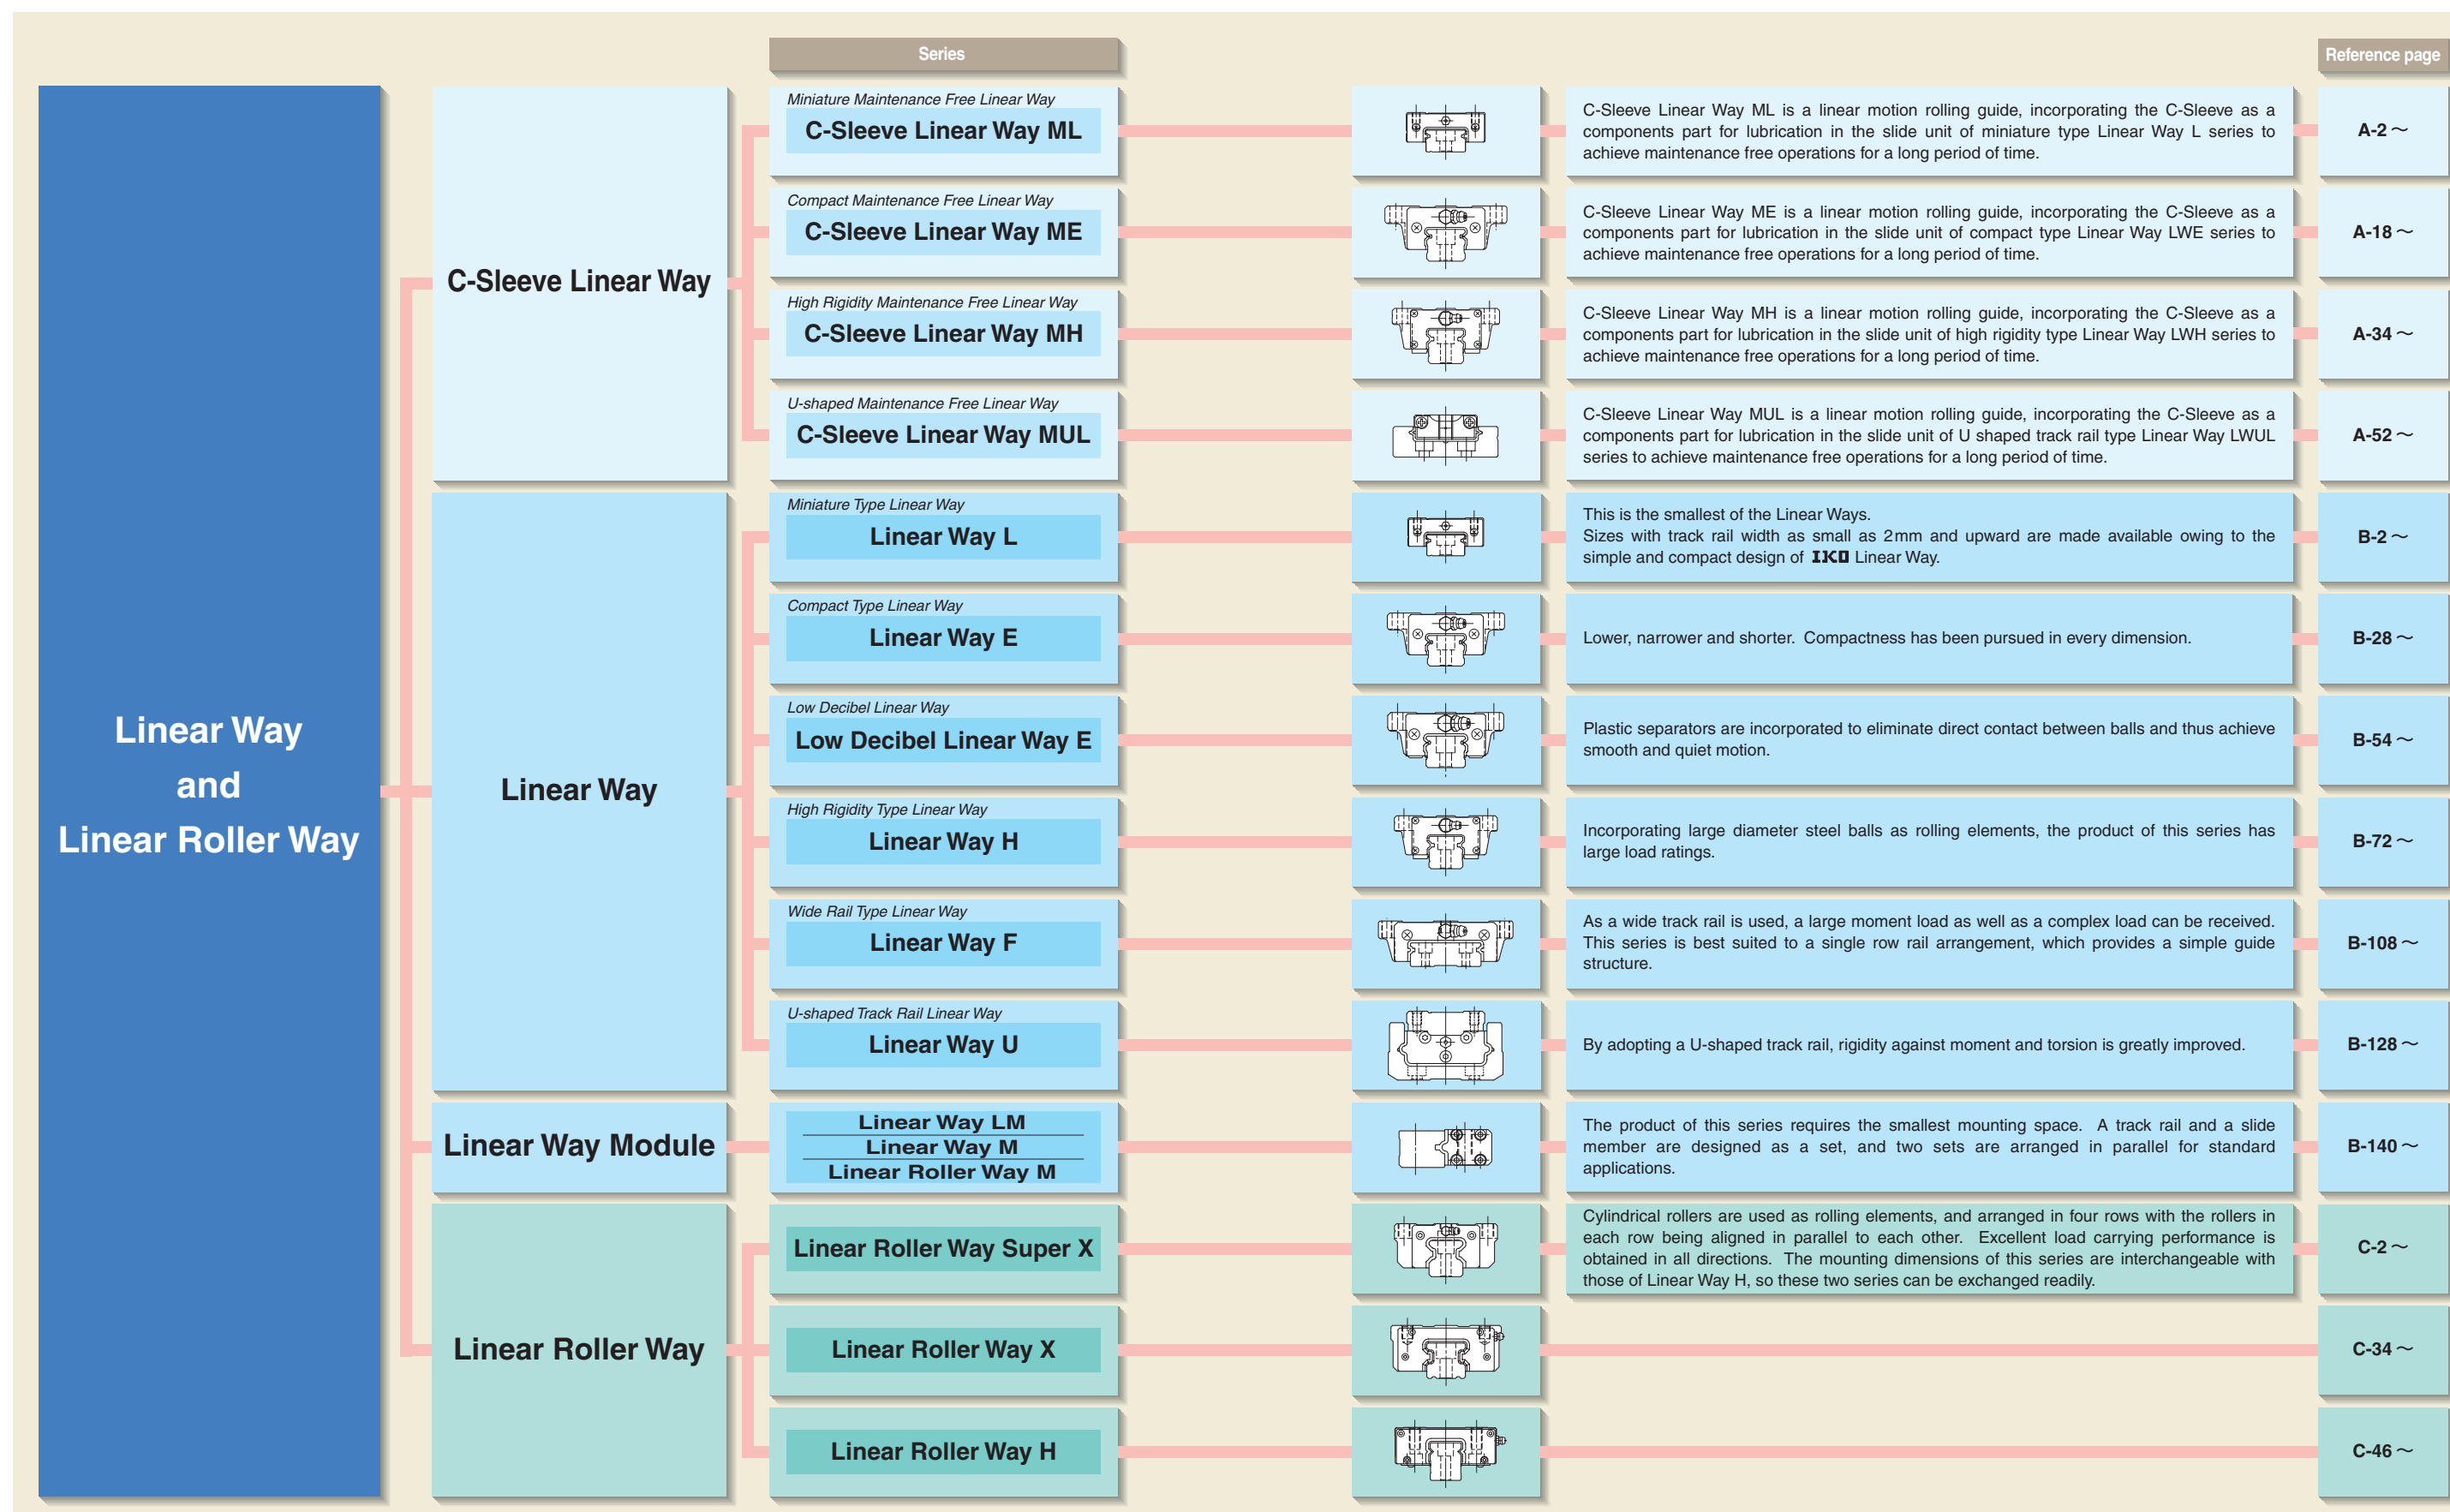 Series
Reference page
Linear Way
and
Linear Roller Way
C-Sleeve Linear Way
Miniature Maintenance Free Linear Way
C-Sleeve Linear Way ML
C-Sleeve Linear Way ML is a linear motion rolling guide, incorporating the C-Sleeve as a
components part for lubrication in the slide unit of miniature type Linear Way L series to
achieve maintenance free operations for a long period of time.
A-2～
Compact Maintenance Free Linear Way
C-Sleeve Linear Way ME
C-Sleeve Linear Way ME is a linear motion rolling guide, incorporating the C-Sleeve as a
components part for lubrication in the slide unit of compact type Linear Way LWE series to
achieve maintenance free operations for a long period of time.
A-18～
High Rigidity Maintenance Free Linear Way
C-Sleeve Linear Way MH
C-Sleeve Linear Way MH is a linear motion rolling guide, incorporating the C-Sleeve as a
components part for lubrication in the slide unit of high rigidity type Linear Way LWH series to
achieve maintenance free operations for a long period of time.
A-34～
U-shaped Maintenance Free Linear Way
C-Sleeve Linear Way MUL
C-Sleeve Linear Way MUL is a linear motion rolling guide, incorporating the C-Sleeve as a
components part for lubrication in the slide unit of U shaped track rail type Linear Way LWUL
series to achieve maintenance free operations for a long period of time.
A-52～
Linear Way
Miniature Type Linear Way
Linear Way L
This is the smallest of the Linear Ways.
Sizes with track rail width as small as 2mm and upward are made available owing to the
simple and compact design of IKO Linear Way.
B-2～
Compact Type Linear Way
Linear Way E
Lower, narrower and shorter. Compactness has been pursued in every dimension.
B-28～
Low Decibel Linear Way
Low Decibel Linear Way E
Plastic separators are incorporated to eliminate direct contact between balls and thus achieve
smooth and quiet motion.
B-54～
High Rigidity Type Linear Way
Linear Way H
Incorporating large diameter steel balls as rolling elements, the product of this series has
large load ratings.
B-72～
Wide Rail Type Linear Way
Linear Way F
As a wide track rail is used, a large moment load as well as a complex load can be received.
This series is best suited to a single row rail arrangement, which provides a simple guide
structure.
B-108～
U-shaped Track Rail Linear Way
Linear Way U
By adopting a U-shaped track rail, rigidity against moment and torsion is greatly improved.
B-128～
Linear Way Module
Linear Way LM
Linear Way M
Linear Roller Way M
The product of this series requires the smallest mounting space. A track rail and a slide
member are designed as a set, and two sets are arranged in parallel for standard
applications.
B-140～
Linear Roller Way
Linear Roller Way Super X
Cylindrical rollers are used as rolling elements, and arranged in four rows with the rollers in
each row being aligned in parallel to each other. Excellent load carrying performance is
obtained in all directions. The mounting dimensions of this series are interchangeable with
those of Linear Way H, so these two series can be exchanged readily.
C-2～
Linear Roller Way X
C-34～
Linear Roller Way H
C-46～